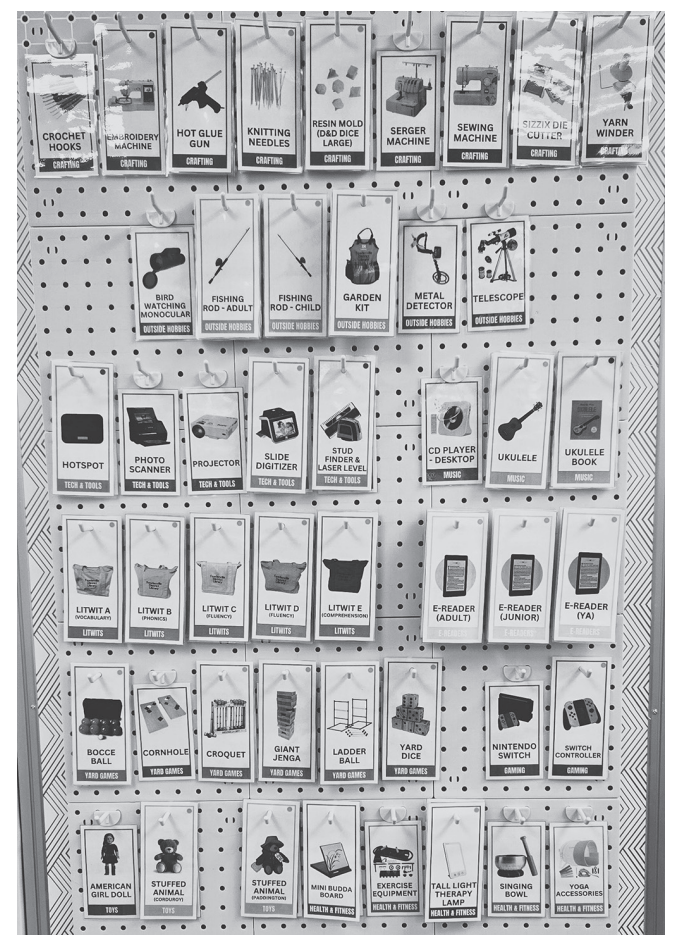 CROCHET
HOOKS
CRAFTING
EMBROIDERY
MACHINE
CRAFTING
HOT GLUE
GUN
CRAFTING
KNITTING
NEEDLES
CRAFTING
RESIN MOLD
(D&D DICE
LARGE)
CRAFTING
SERGER
MACHINE
CRAFTING
SEWING
MACHINE
CRAFTING
SIZZIX DIE
CUTTER
CRAFTING
YARN
WINDER
CRAFTING
BIRD
WATCHING
MONOCULAR
OUTSIDE HOBBIES
FISHING
ROD - ADULT
OUTSIDE HOBBIES
FISHING
ROD - CHILD
OUTSIDE HOBBIES
GARDEN
KIT
OUTSIDE HOBBIES
METAL
DETECTOR
OUTSIDE HOBBIES
TELESCOPE
OUTSIDE HOBBIES
HOTSPOT
TECH & TOOLS
PHOTO
SCANNER
TECH & TOOLS
PROJECTOR
TECH & TOOLS
SLIDE
DIGITIZER
TECH & TOOLS
STUD
FINDER &
LASER LEVEL
TECH & TOOLS
CD PLAYER
- DESKTOP
MUSIC
UKULELE
MUSIC
UKULELE
BOOK
MUSIC
LITWIT A
(VOCABULARY)
LITWITS
LITWIT B
(PHONICS)
LITWITS
LITWIT C
(FLUENCY)
LITWITS
LITWIT D
(FLUENCY)
LITWITS
LITWIT E
(COMPREHENSION)
LITWITS
E-READER
(ADULT)
E-READERS
E-READER
(JUNIOR)
E-READERS
E-READER
(YA)
E-READERS
BOCCE
BALL
YARD GAMES
CORNHOLE
YARD GAMES
CROQUET
YARD GAMES
GIANT
JENGA
YARD GAMES
LADDER
BALL
YARD GAMES
YARD
DICE
YARD GAMES
NINTENDO
SWITCH
GAMING
SWITCH
CONTROLLER
GAMING
AMERICAN
GIRL DOLL
TOYS
STUFFED
ANIMAL
(CORDUROY)
TOYS
STUFFED
ANIMAL
(PADDINGTON)
TOYS
MINI BUDDA
BOARD
HEALTH & FITNESS
EXERCISE
EQUIPMENT
HEALTH & FITNESS
TALL LIGHT
THERAPY
LAMP
HEALTH & FITNESS
SINGING
BOWL
HEALTH & FITNESS
YOGA
ACCESSORIES
HEALTH & FITNESS